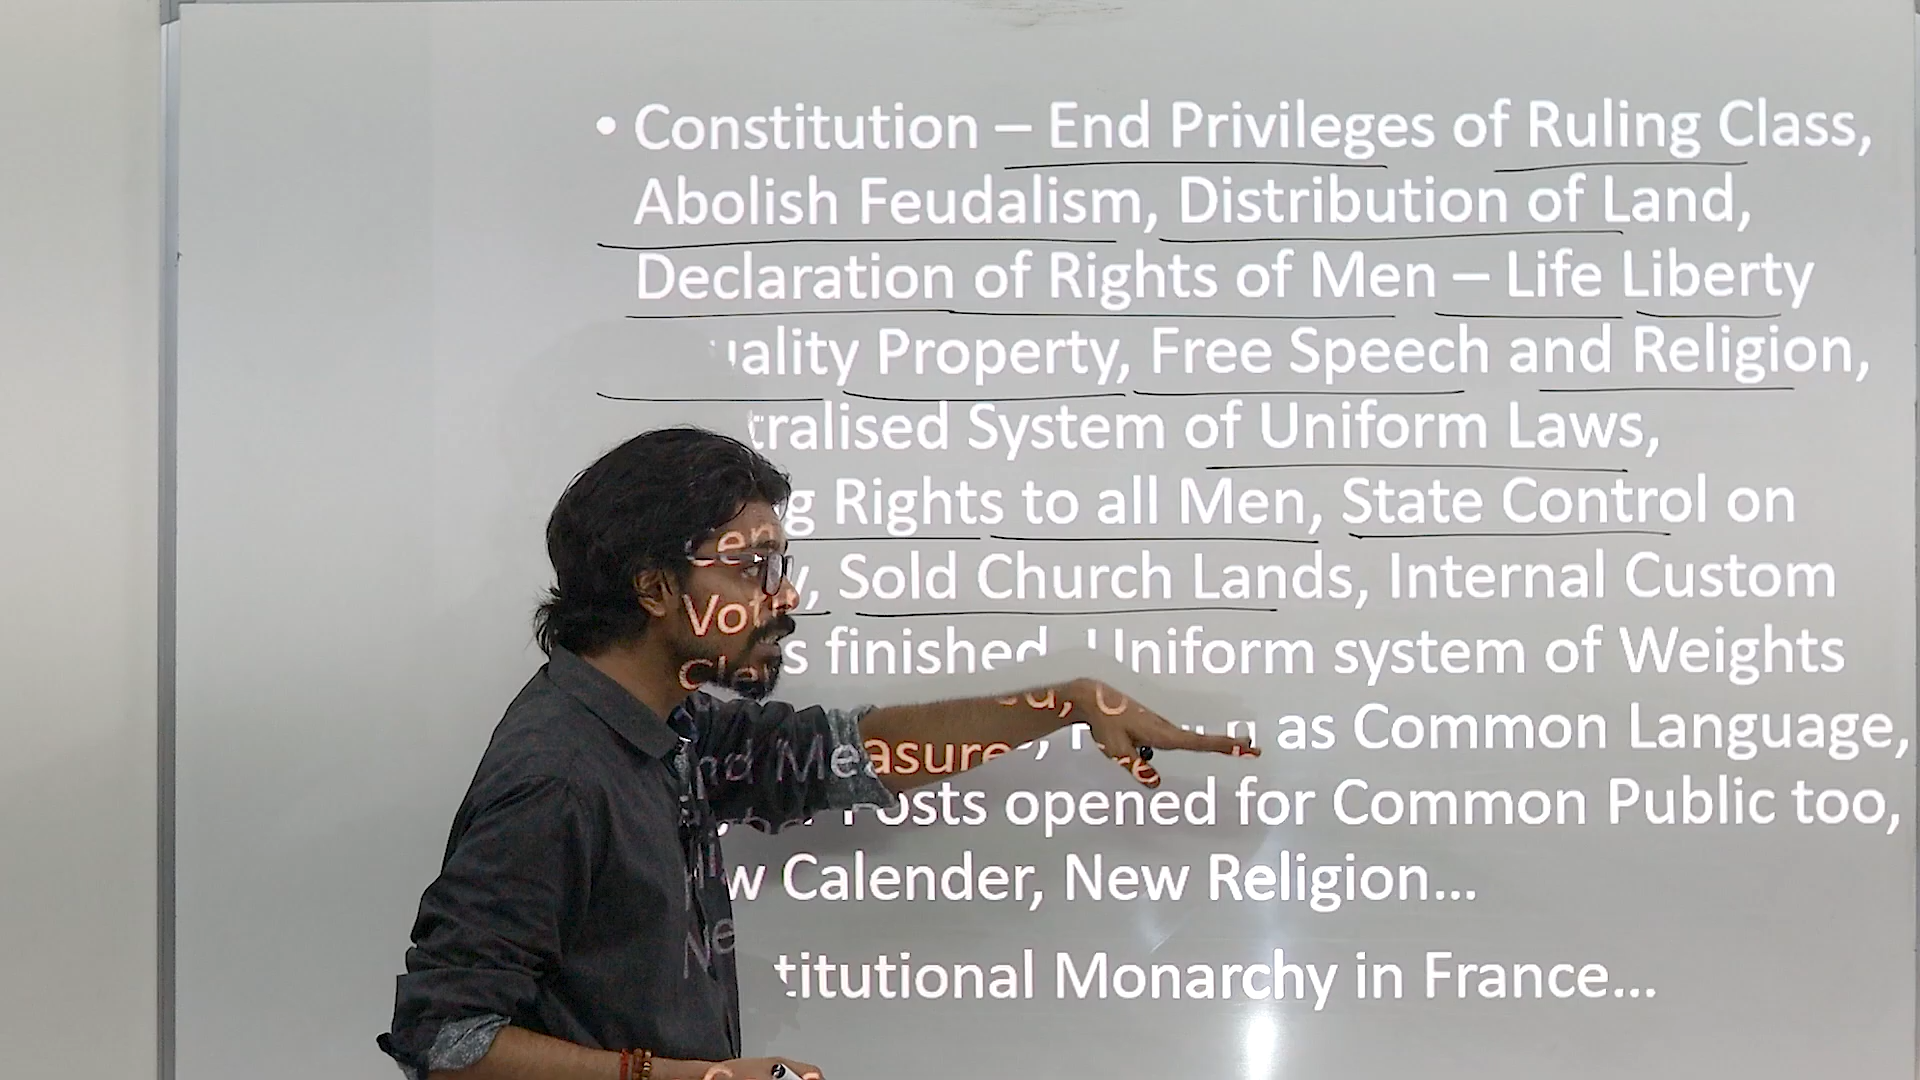 • Constitution – End Privileges of Ruling Class,
Abolish Feudalism, Distribution of Land,
Declaration of Rights of Men – Life Liberty
Property, Free Speech and Religion,
System of Uniform Laws,
Rights to all Men, State Control on
Sold Church Lands, Internal Custom
finished, Uniform system of Weights
and Measures, as Common Language,
Posts opened for Common Public too,
Calender, New Religion...
Monarchy in France...